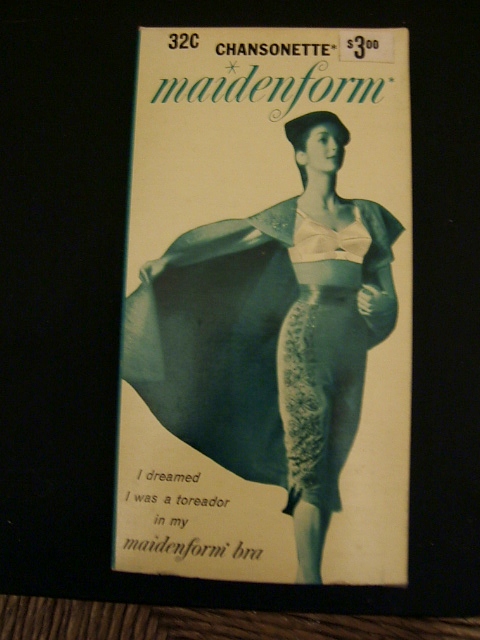 32C CHANSONETTE* $3.00
maidenform*
I dreamed
I was a toreador
in my
maidenform* bra